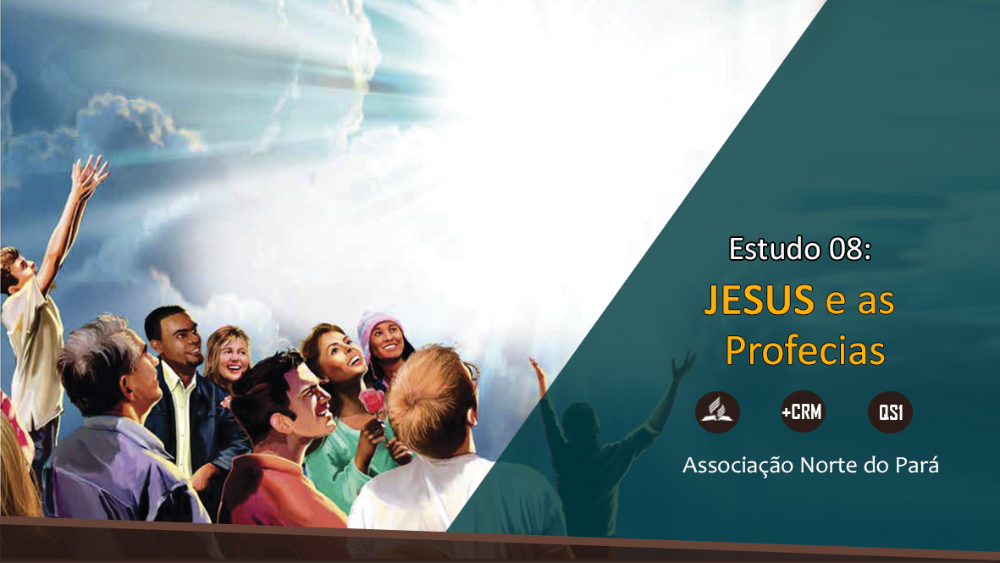 Estudo 08:
JESUS e as
Profecias
+CRM QS1
Associação Norte do Pará